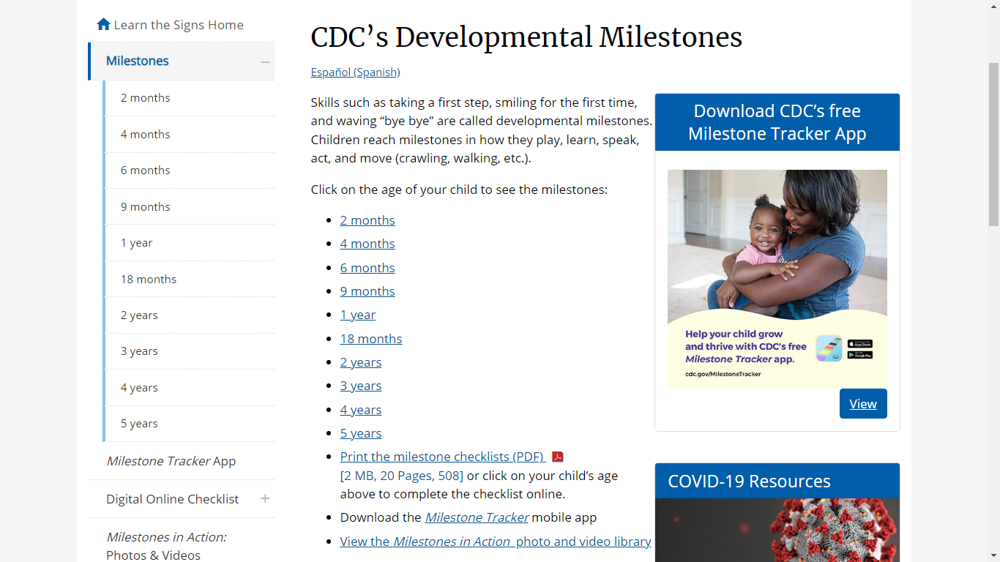 Learn the Signs Home
Milestones
2 months
4 months
6 months
9 months
1 year
18 months
2 years
3 years
4 years
5 years
Milestone Tracker App
Digital Online Checklist
Milestones in Action:
Photos & Videos
CDC’s Developmental Milestones
Español (Spanish)
Skills such as taking a first step, smiling for the first time,
and waving “bye bye” are called developmental milestones.
Children reach milestones in how they play, learn, speak,
act, and move (crawling, walking, etc.).
Click on the age of your child to see the milestones:
2 months
4 months
6 months
9 months
1 year
18 months
2 years
3 years
4 years
5 years
Print the milestone checklists (PDF)
[2 MB, 20 Pages, 508] or click on your child’s age
above to complete the checklist online.
Download the Milestone Tracker mobile app
View the Milestones in Action photo and video library
Download CDC’s free
Milestone Tracker App
Help your child grow
and thrive with CDC’s free
Milestone Tracker app.
cdc.gov/MilestoneTracker
App Store
Google Play
View
COVID-19 Resources